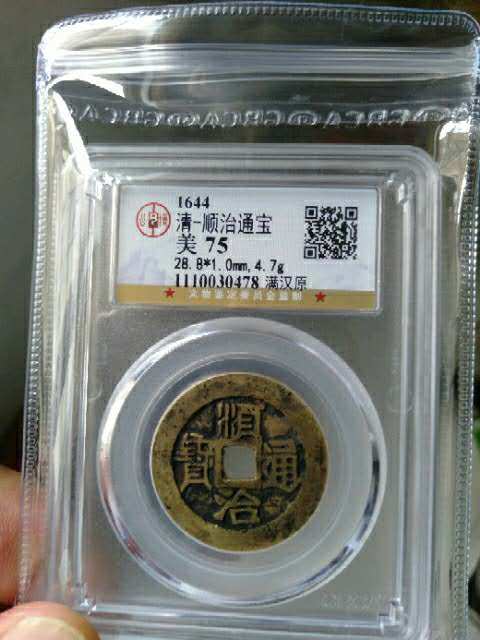 1644
清-顺治通宝
美 75
28.8*1.0mm,4.7g
1110030478 满汉原
順治通寶